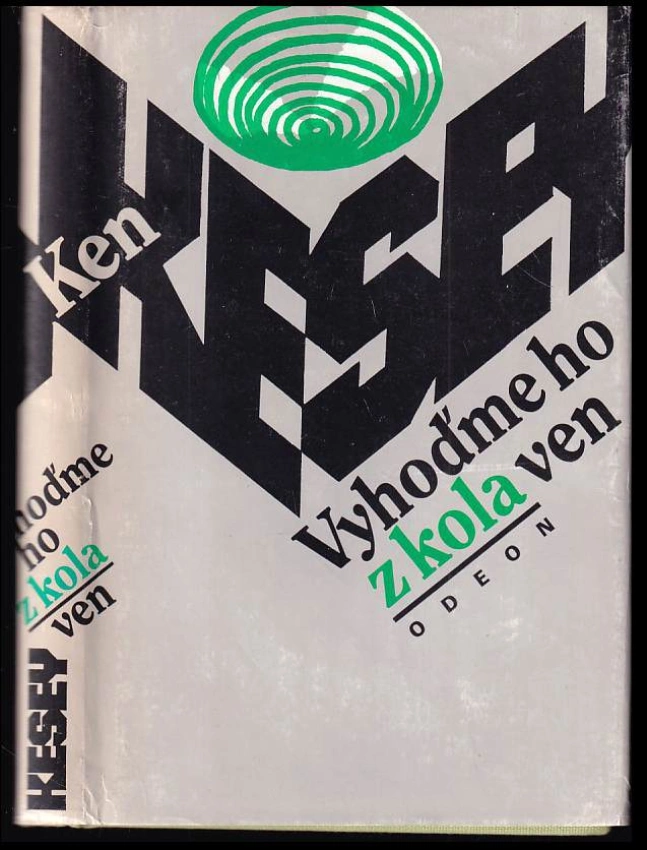 Ken
KESEY
Vyhoďme ho
z kola ven
ODEON
hoďme
ho
z kola
ven
KESEY